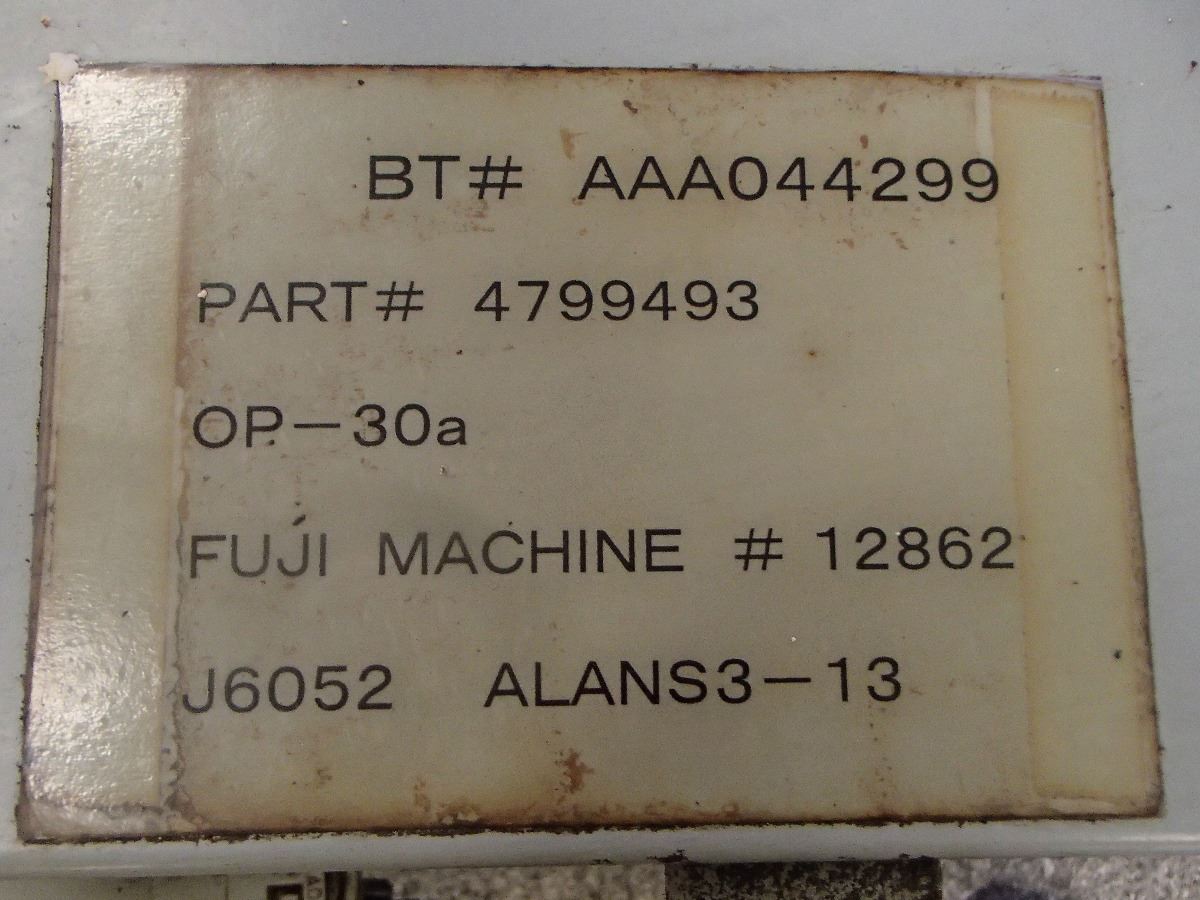 BT# AAA044299
PART# 4799493
OP-30a
FUJI MACHINE # 12862
J6052 ALANS3-13